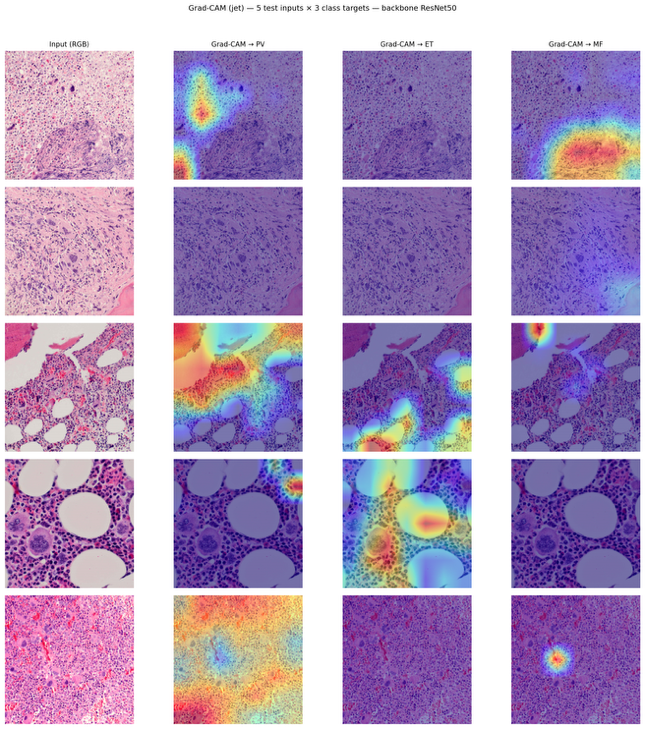 Grad-CAM (jet) — 5 test inputs × 3 class targets — backbone ResNet50
Input (RGB)
Grad-CAM → PV
Grad-CAM → ET
Grad-CAM → MF